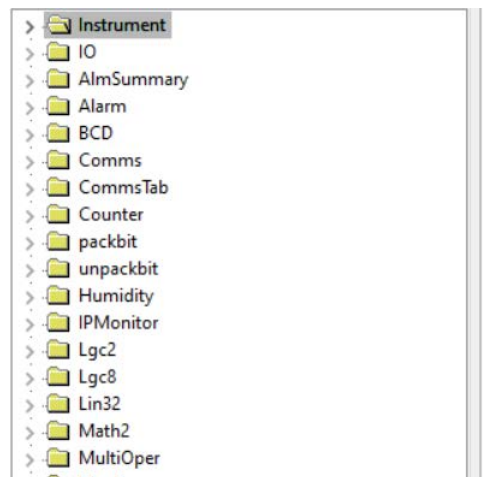 Instrument
IO
AlmSummary
Alarm
BCD
Comms
CommsTab
Counter
packbit
unpackbit
Humidity
IPMonitor
Lgc2
Lgc8
Lin32
Math2
MultiOper